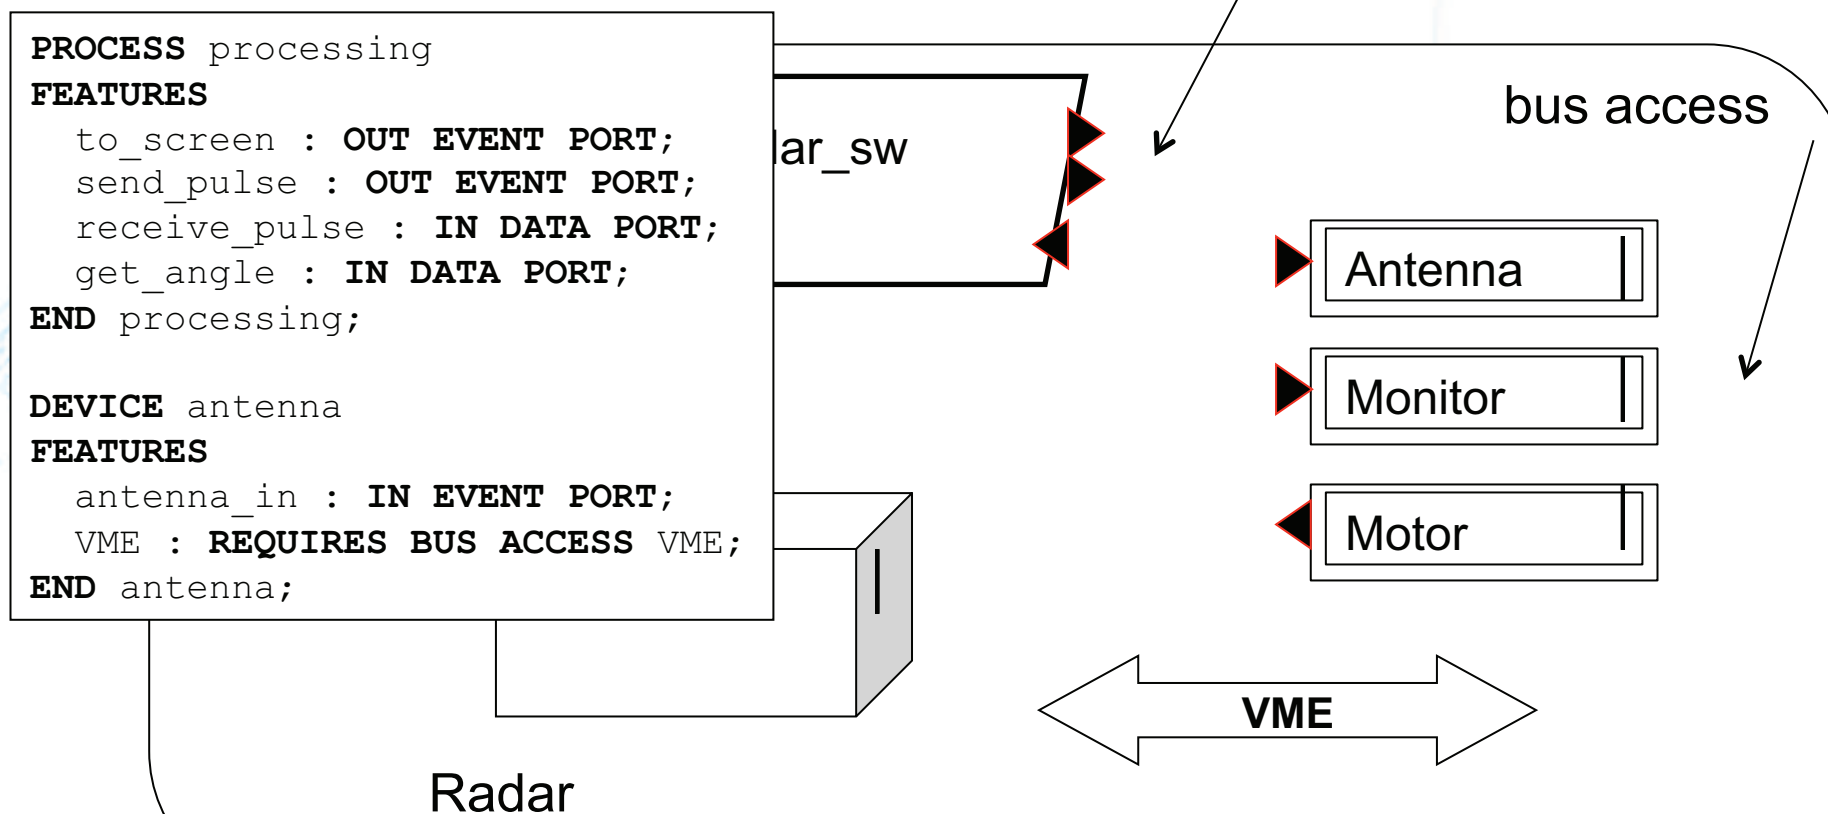 PROCESS processing
FEATURES
to_screen : OUT EVENT PORT;
send_pulse : OUT EVENT PORT;
receive_pulse : IN DATA PORT;
get_angle : IN DATA PORT;
END processing;
DEVICE antenna
FEATURES
antenna_in : IN EVENT PORT;
VME : REQUIRES BUS ACCESS VME;
END antenna;
lar_sw
bus access
Antenna
Monitor
Motor
VME
Radar